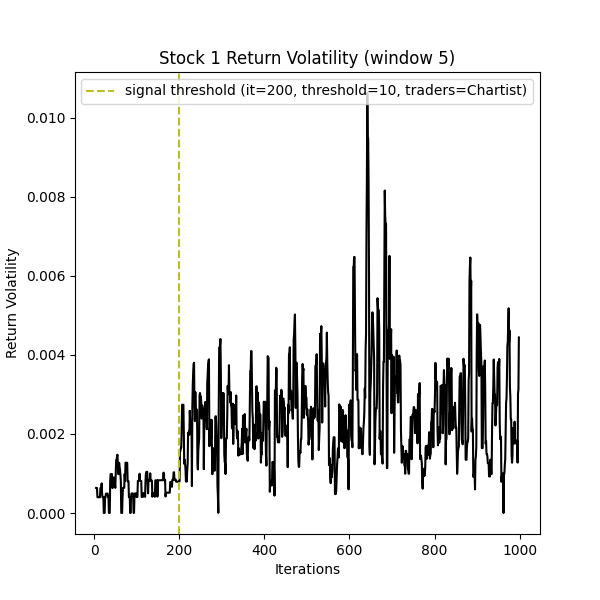 Stock 1 Return Volatility (window 5)
signal threshold (it=200, threshold=10, traders=Chartist)
0.010
0.008
0.006
0.004
0.002
0.000
Return Volatility
0 200 400 600 800 1000
Iterations